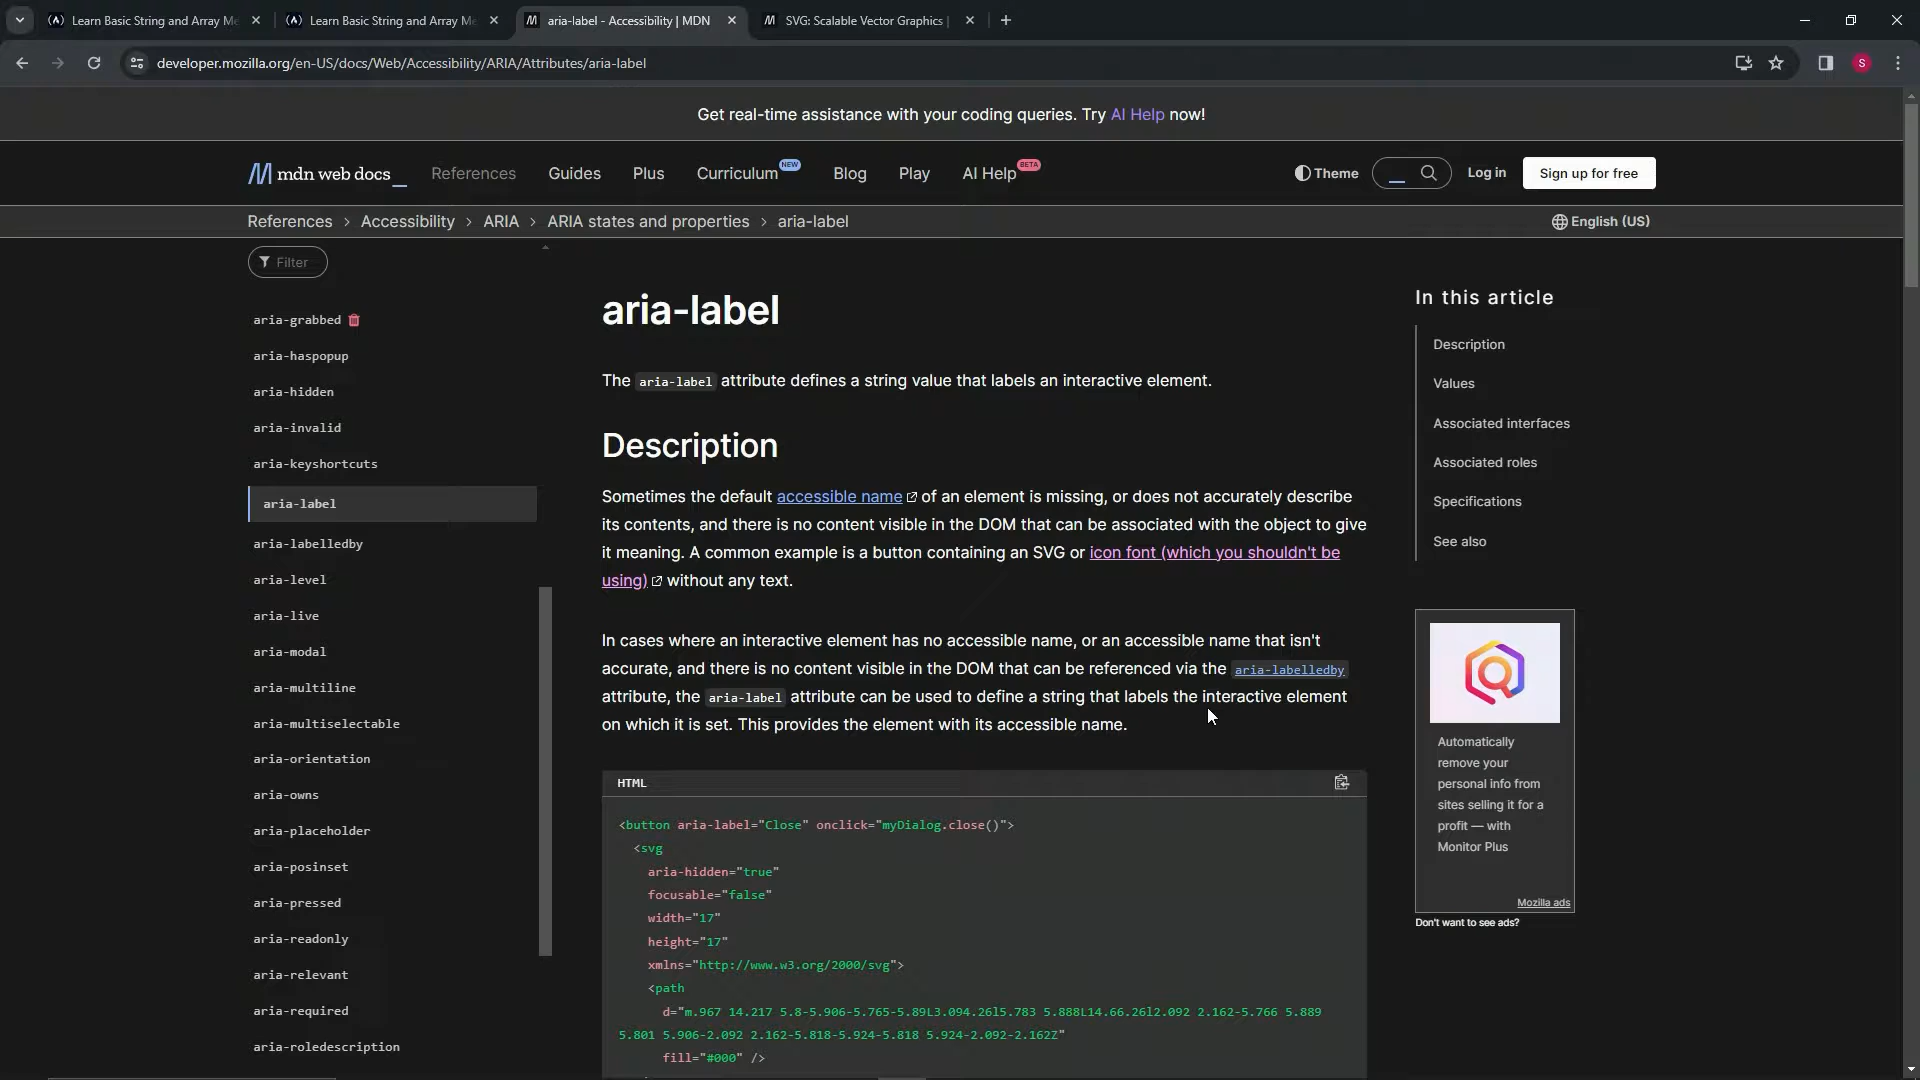 Learn Basic String and Array Me
Learn Basic String and Array Me
aria-label - Accessibility | MDN
SVG: Scalable Vector Graphics |
developer.mozilla.org/en-US/docs/Web/Accessibility/ARIA/Attributes/aria-label
S
Get real-time assistance with your coding queries. Try AI Help now!
mdn web docs_
References
Guides
Plus
Curriculum NEW
Blog
Play
AI Help BETA
Theme
Log in
Sign up for free
References > Accessibility > ARIA > ARIA states and properties > aria-label
English (US)
Filter
aria-grabbed
aria-haspopup
aria-hidden
aria-invalid
aria-keyshortcuts
aria-label
aria-labelledby
aria-level
aria-live
aria-modal
aria-multiline
aria-multiselectable
aria-orientation
aria-owns
aria-placeholder
aria-posinset
aria-pressed
aria-readonly
aria-relevant
aria-required
aria-roledescription
aria-label
The aria-label attribute defines a string value that labels an interactive element.
Description
Sometimes the default accessible name of an element is missing, or does not accurately describe
its contents, and there is no content visible in the DOM that can be associated with the object to give
it meaning. A common example is a button containing an SVG or icon font (which you shouldn't be
using) without any text.
In cases where an interactive element has no accessible name, or an accessible name that isn't
accurate, and there is no content visible in the DOM that can be referenced via the aria-labelledby
attribute, the aria-label attribute can be used to define a string that labels the interactive element
on which it is set. This provides the element with its accessible name.
HTML
<button aria-label="Close" onclick="myDialog.close()">
<svg
aria-hidden="true"
focusable="false"
width="17"
height="17"
xmlns="http://www.w3.org/2000/svg">
<path
d="m.967 14.217 5.8-5.906-5.765-5.89L3.094.26l5.783 5.888L14.66.26l2.092 2.162-5.766 5.889
5.801 5.906-2.092 2.162-5.818-5.924-5.818 5.924-2.092-2.162Z"
fill="#000" />
In this article
Description
Values
Associated interfaces
Associated roles
Specifications
See also
Automatically
remove your
personal info from
sites selling it for a
profit — with
Monitor Plus
Mozilla ads
Don't want to see ads?